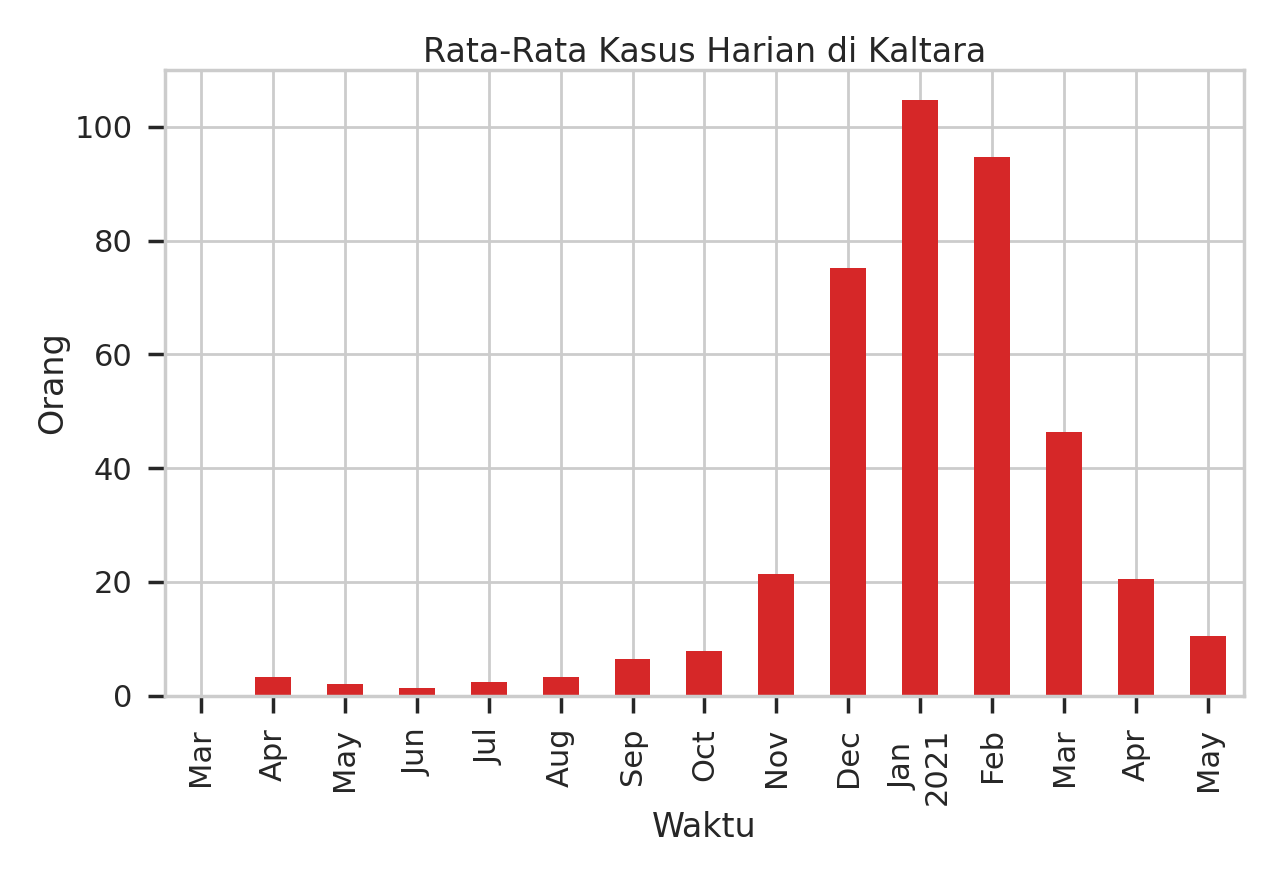 Rata-Rata Kasus Harian di Kaltara
100
80
60
40
20
0
Orang
Mar
Apr
May
Jun
Jul
Aug
Sep
Oct
Nov
Dec
Jan
2021
Feb
Mar
Apr
May
Waktu